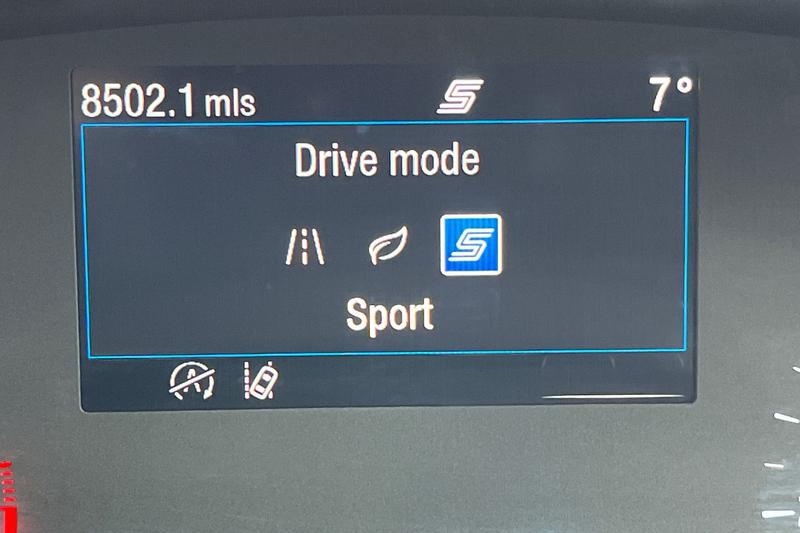 8502.1 mls 7°
Drive mode
Sport